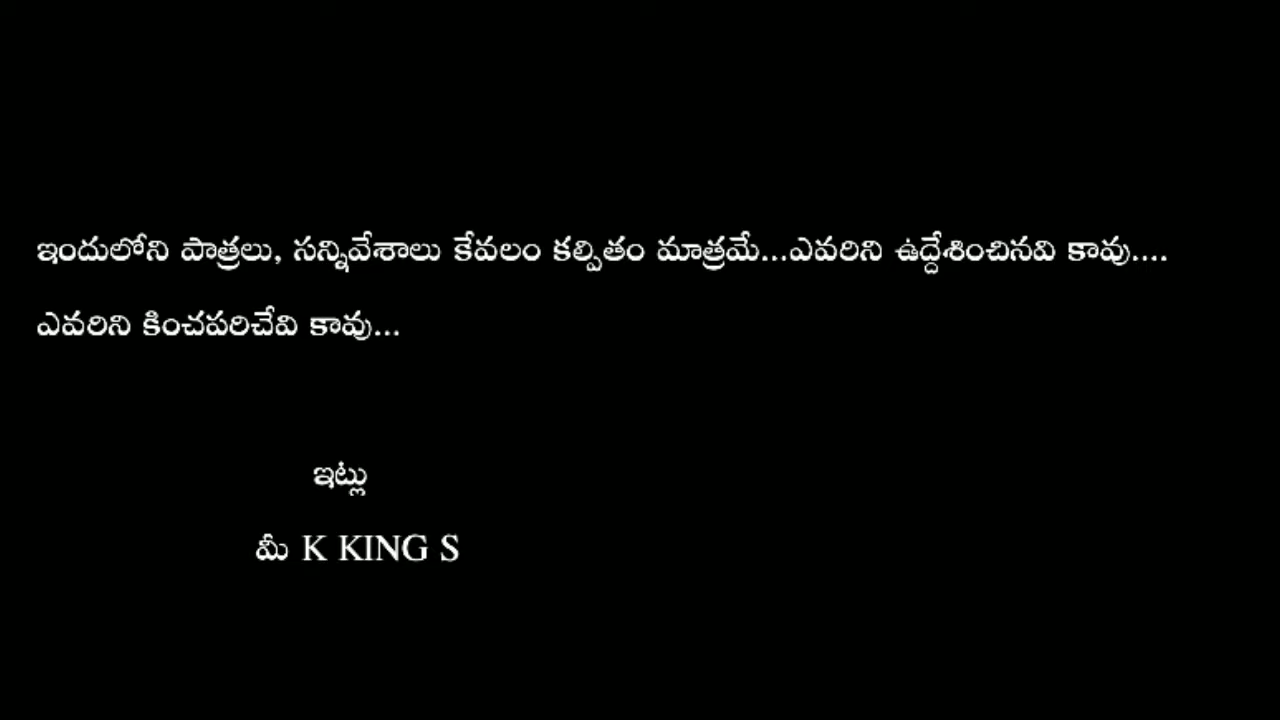 ఇందులోని పాత్రలు, సన్నివేశాలు కేవలం కల్పితం మాత్రమే...ఎవరిని ఉద్దేశించినవి కావు....
ఎవరిని కించపరిచేవి కావు...
ఇట్లు
మీ K KING S